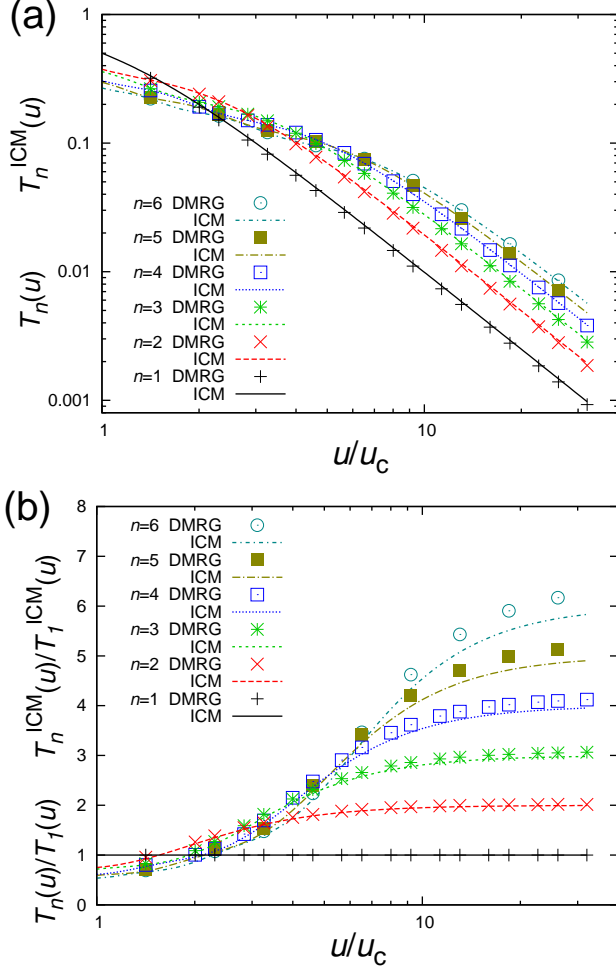 (a)
1
0.1
0.01
0.001
T_n(u)
T_n^ICM(u)
n=6 DMRG
ICM
n=5 DMRG
ICM
n=4 DMRG
ICM
n=3 DMRG
ICM
n=2 DMRG
ICM
n=1 DMRG
ICM
1
10
u/u_c
(b)
8
7
6
5
4
3
2
1
0
T_n(u)/T_1(u)
T_n^ICM(u)/T_1^ICM(u)
n=6 DMRG
ICM
n=5 DMRG
ICM
n=4 DMRG
ICM
n=3 DMRG
ICM
n=2 DMRG
ICM
n=1 DMRG
ICM
1
10
u/u_c